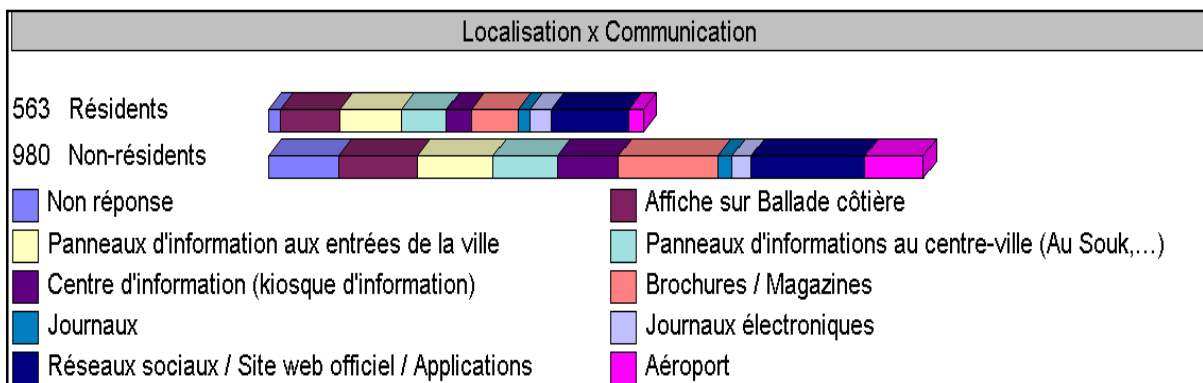 Localisation x Communication
563 Résidents
980 Non-résidents
Non réponse
Affiche sur Ballade côtière
Panneaux d'information aux entrées de la ville
Panneaux d'informations au centre-ville (Au Souk,...)
Centre d'information (kiosque d'information)
Brochures / Magazines
Journaux
Journaux électroniques
Réseaux sociaux / Site web officiel / Applications
Aéroport